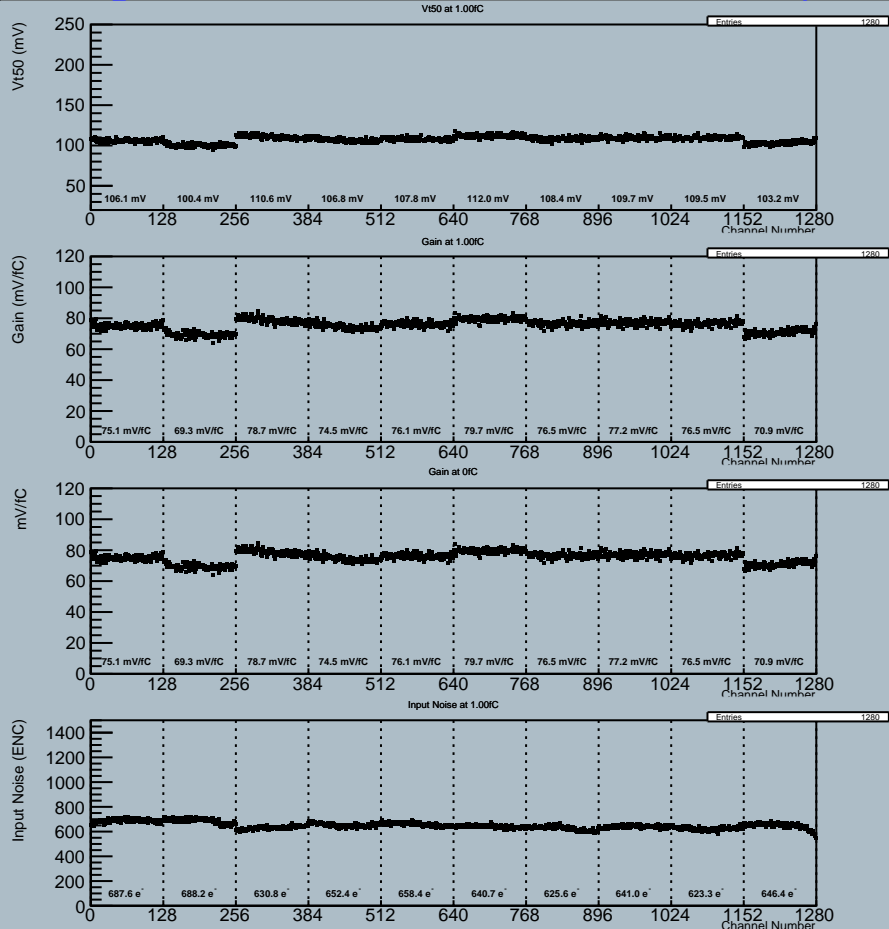 Vt50 at 1.00fC
Entries 1280
Vt50 (mV)
250
200
150
100
50
106.1 mV 100.4 mV 110.6 mV 106.8 mV 107.8 mV 112.0 mV 108.4 mV 109.7 mV 109.5 mV 103.2 mV
0 128 256 384 512 640 768 896 1024 1152 1280
Channel Number
Gain at 1.00fC
Entries 1280
Gain (mV/fC)
120
100
80
60
40
20
0
75.1 mV/fC 69.3 mV/fC 78.7 mV/fC 74.5 mV/fC 76.1 mV/fC 79.7 mV/fC 76.5 mV/fC 77.2 mV/fC 76.5 mV/fC 70.9 mV/fC
0 128 256 384 512 640 768 896 1024 1152 1280
Channel Number
Gain at 0fC
Entries 1280
mV/fC
120
100
80
60
40
20
0
75.1 mV/fC 69.3 mV/fC 78.7 mV/fC 74.5 mV/fC 76.1 mV/fC 79.7 mV/fC 76.5 mV/fC 77.2 mV/fC 76.5 mV/fC 70.9 mV/fC
0 128 256 384 512 640 768 896 1024 1152 1280
Channel Number
Input Noise at 1.00fC
Entries 1280
Input Noise (ENC)
1400
1200
1000
800
600
400
200
0
687.6 e⁻ 688.2 e⁻ 630.8 e⁻ 652.4 e⁻ 658.4 e⁻ 640.7 e⁻ 625.6 e⁻ 641.0 e⁻ 623.3 e⁻ 646.4 e⁻
0 128 256 384 512 640 768 896 1024 1152 1280
Channel Number